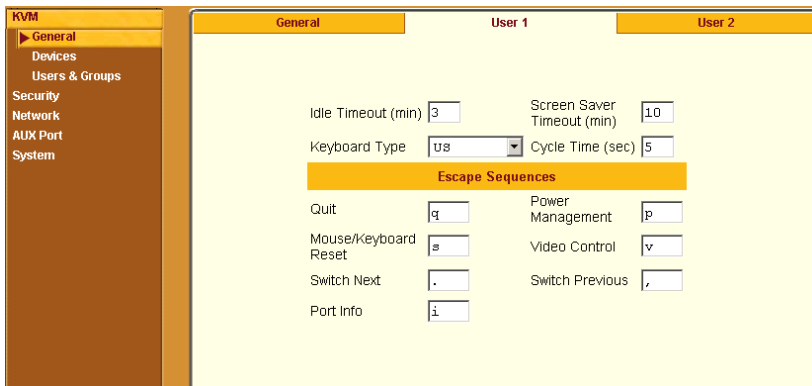 KVM
General
Devices
Users & Groups
Security
Network
AUX Port
System
General
User 1
User 2
Idle Timeout (min) 3
Screen Saver
Timeout (min) 10
Keyboard Type US
Cycle Time (sec) 5
Escape Sequences
Quit q
Power
Management p
Mouse/Keyboard
Reset s
Video Control v
Switch Next .
Switch Previous ,
Port Info i